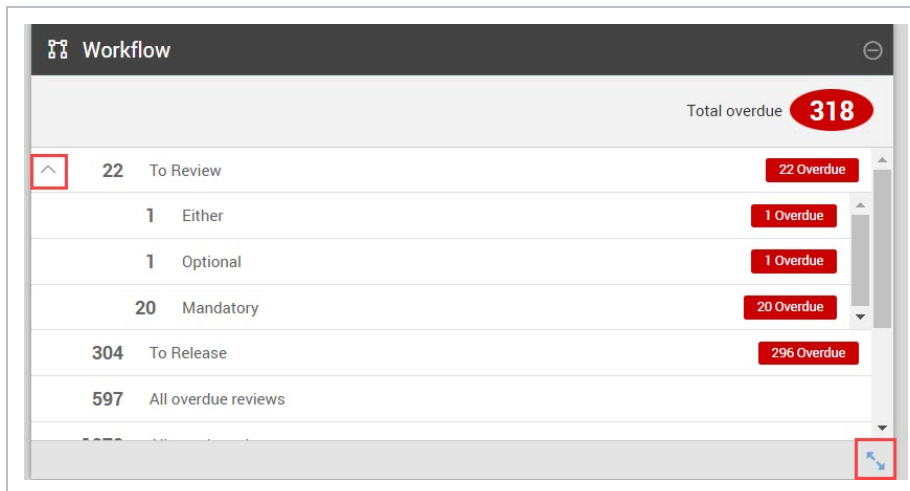 Workflow
Total overdue 318
22 To Review 22 Overdue
1 Either 1 Overdue
1 Optional 1 Overdue
20 Mandatory 20 Overdue
304 To Release 296 Overdue
597 All overdue reviews